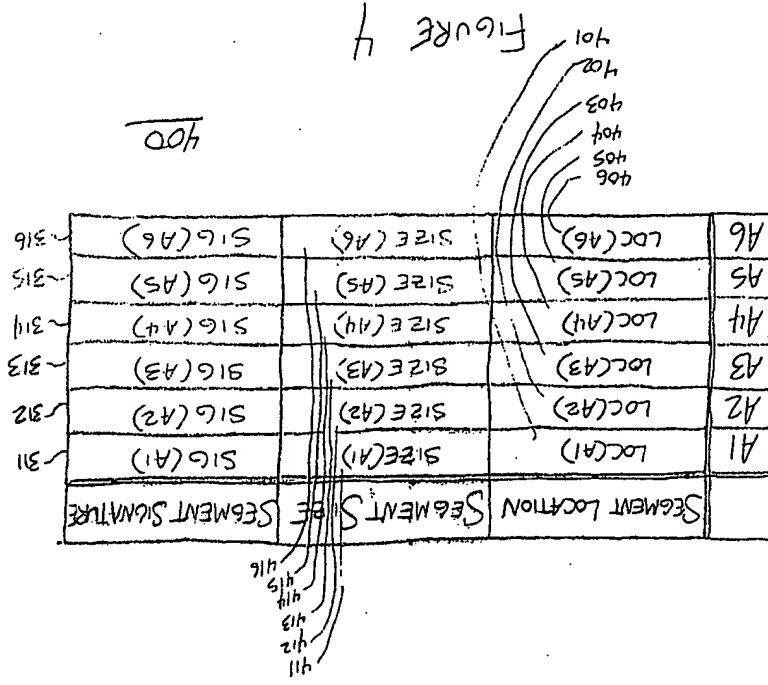 411
412
413
414
415
416
SEGMENT LOCATION SEGMENT SIZE SEGMENT SIGNATURE
A1 LOC(A1) SIZE(A1) SIG(A1) 311
A2 LOC(A2) SIZE(A2) SIG(A2) 312
A3 LOC(A3) SIZE(A3) SIG(A3) 313
A4 LOC(A4) SIZE(A4) SIG(A4) 314
A5 LOC(A5) SIZE(A5) SIG(A5) 315
A6 LOC(A6) SIZE(A6) SIG(A6) 316
406
405
404
403
402
401
400
FIGURE 4